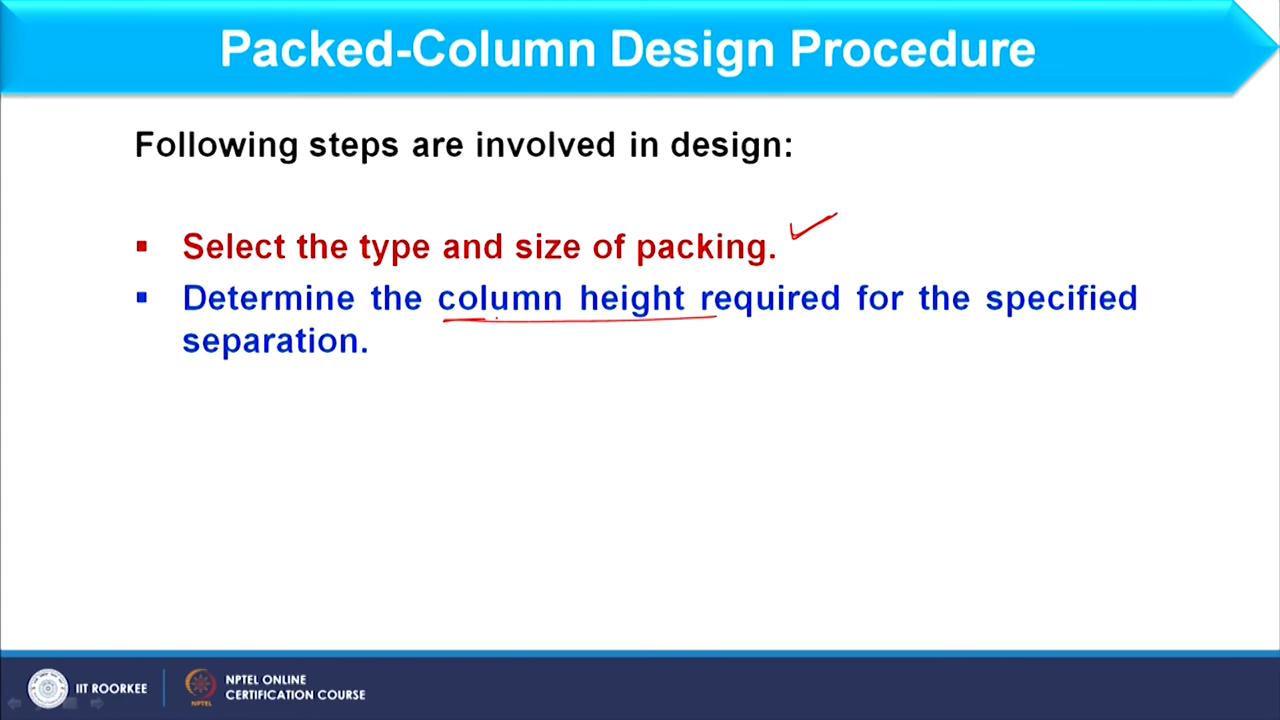 Packed-Column Design Procedure
Following steps are involved in design:
▪ Select the type and size of packing.
▪ Determine the column height required for the specified
separation.
IIT ROORKEE
NPTEL ONLINE
CERTIFICATION COURSE
NPTEL